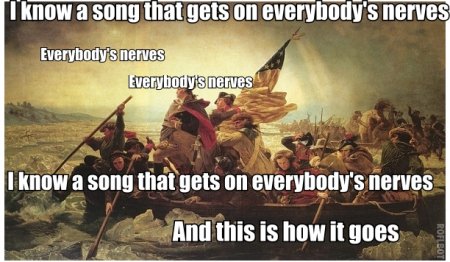 I know a song that gets on everybody's nerves
Everybody's nerves
Everybody's nerves
I know a song that gets on everybody's nerves
And this is how it goes
ROFLBOT